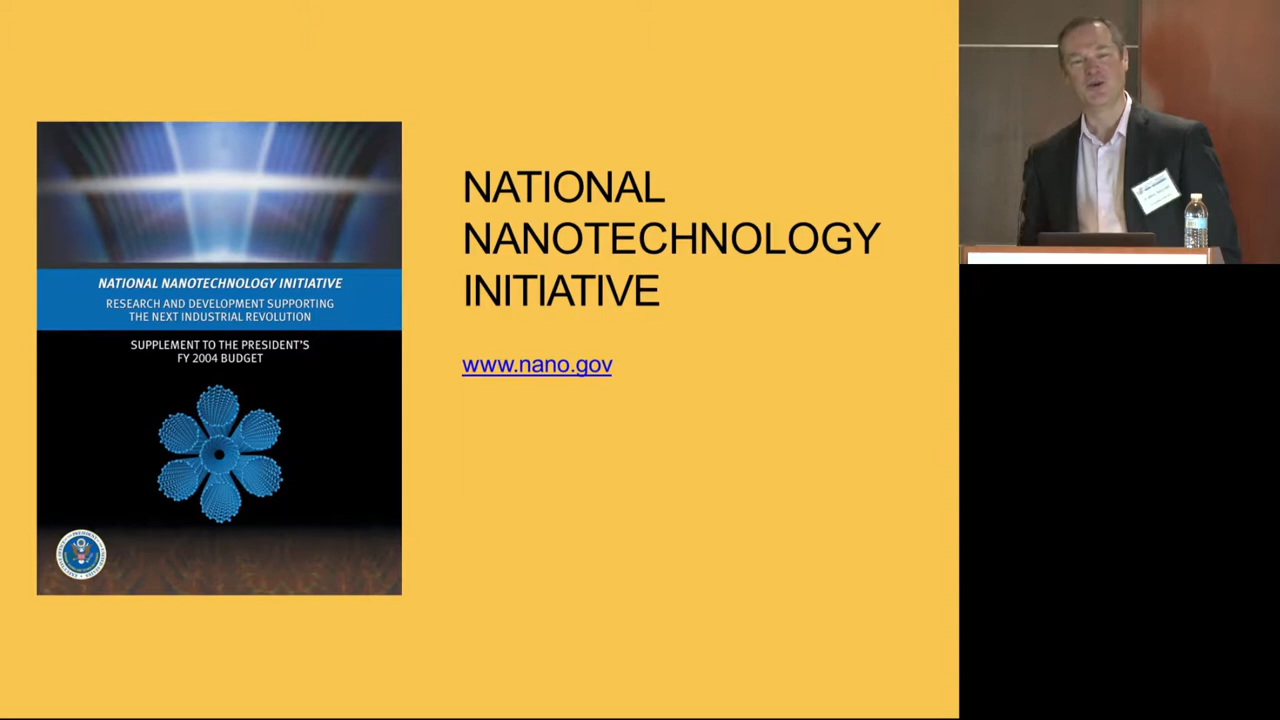 NATIONAL NANOTECHNOLOGY INITIATIVE
RESEARCH AND DEVELOPMENT SUPPORTING
THE NEXT INDUSTRIAL REVOLUTION
SUPPLEMENT TO THE PRESIDENT'S
FY 2004 BUDGET
NATIONAL
NANOTECHNOLOGY
INITIATIVE
www.nano.gov